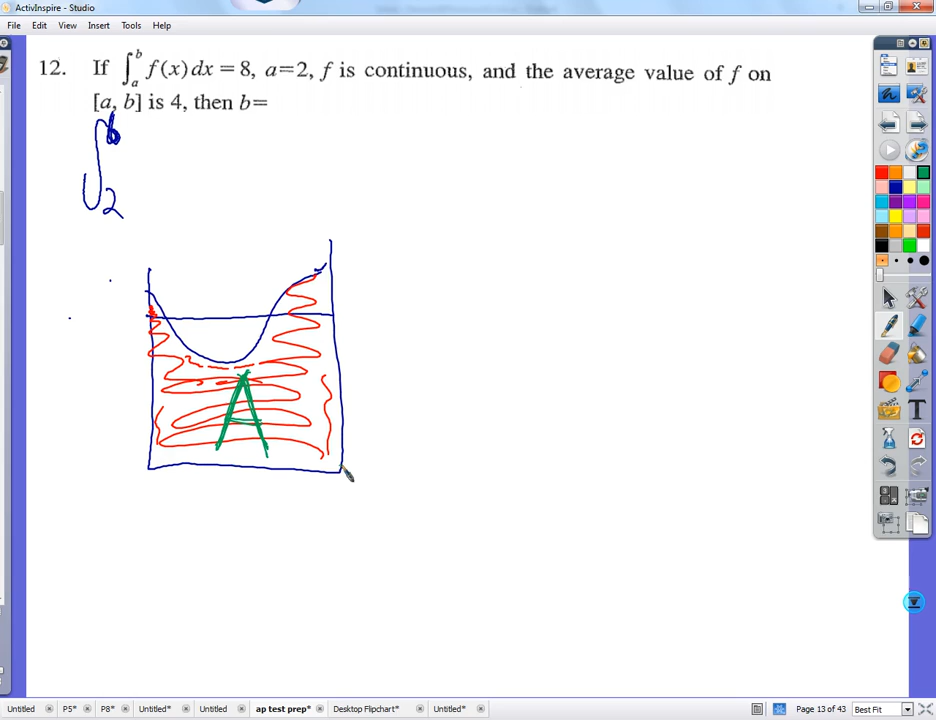 ActivInspire - Studio
File Edit View Insert Tools Help
12. If ∫_a^b f(x) dx = 8, a=2, f is continuous, and the average value of f on
[a, b] is 4, then b=
∫_2^b
A
Untitled P5* P8* Untitled* Untitled ap test prep* Desktop Flipchart* Untitled* Page 13 of 43 Best Fit